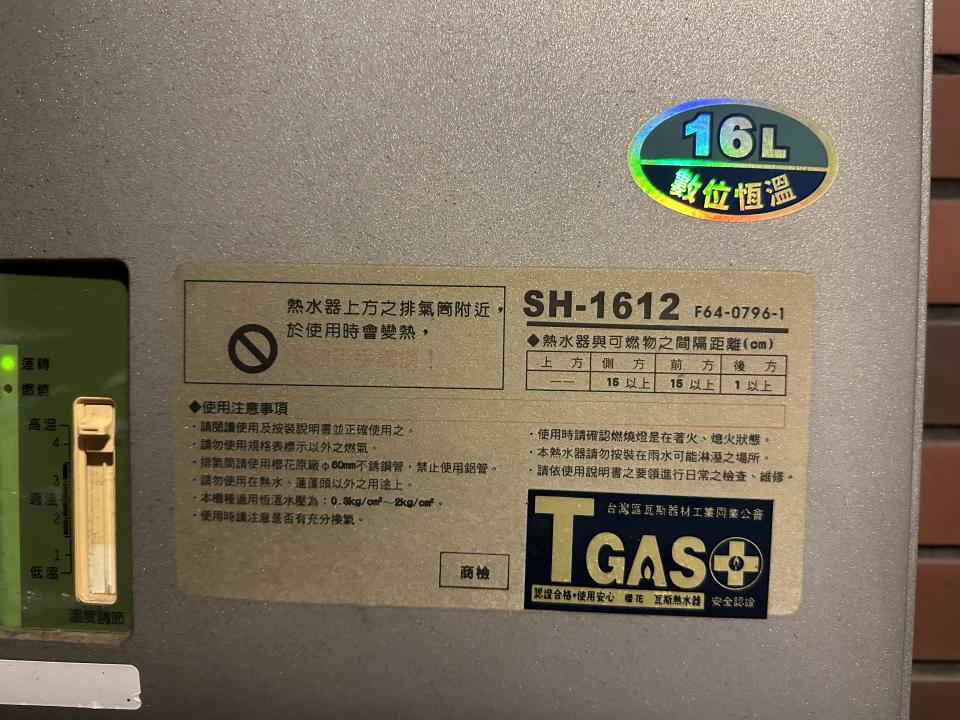 16L
數位恆溫
熱水器上方之排氣筒附近，
於使用時會變熱，
SH-1612 F64-0796-1
◆熱水器與可燃物之間隔距離(cm)
上方 側方 前方 後方
—— 15 以上 15 以上 1 以上
◆使用注意事項
・請閱讀使用及按裝說明書並正確使用之。
・請勿使用規格表標示以外之燃氣。
・排氣筒請使用櫻花原廠φ60mm不銹鋼管，禁止使用鋁管。
・請勿使用在熱水、蓮蓬頭以外之用途上。
・本機種適用恆溫水壓為：0.3kg/cm²～2kg/cm²。
・使用時請注意是否有充分換氣。
・使用時請確認燃燒燈是在著火、熄火狀態。
・本熱水器請勿按裝在雨水可能淋溼之場所。
・請依使用說明書之要領進行日常之檢查、維修。
商檢
台灣區瓦斯器材工業同業公會
TGAS
認證合格・使用安心 櫻花 瓦斯熱水器 安全認證
運轉
燃燒
高溫
4
3
適溫
2
1
低溫
溫度調節